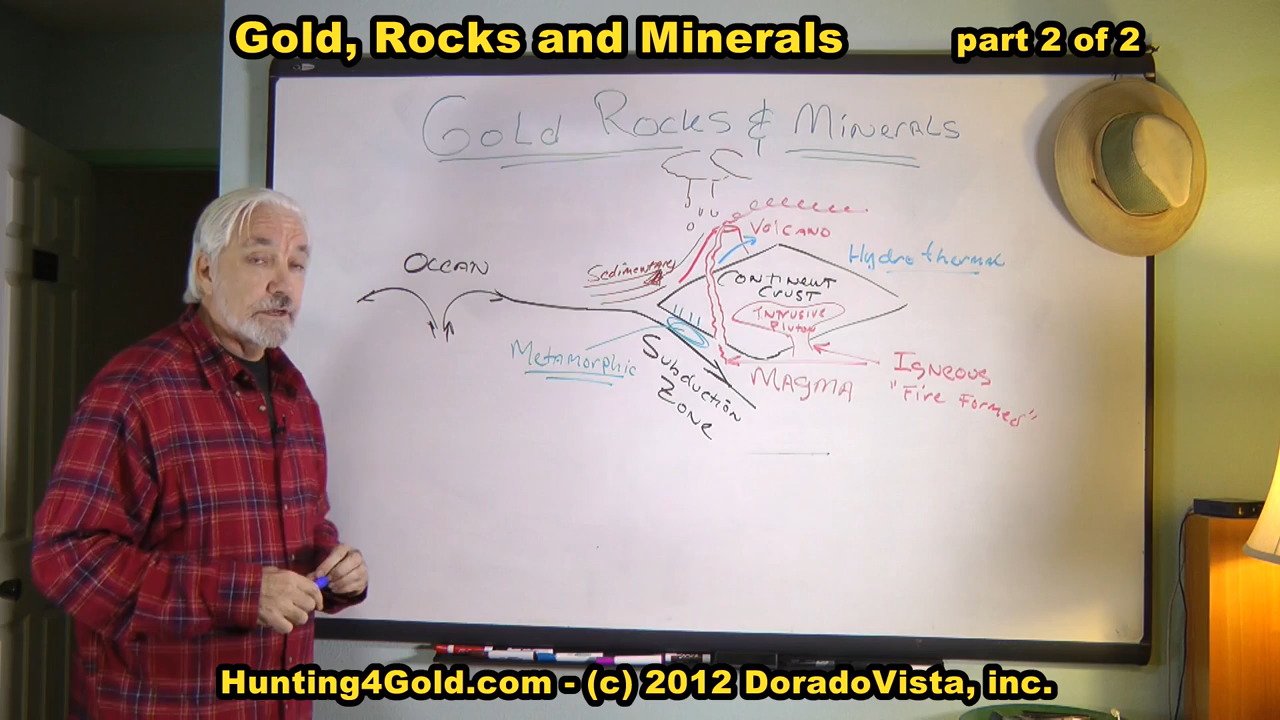 Gold, Rocks and Minerals
part 2 of 2
Gold Rocks & Minerals
Volcano
Ocean
Hydrothermal
Sedimentary
Continent
Crust
Intrusive
Pluton
Metamorphic
Subduction
Zone
Magma
Igneous
"Fire Formed"
Hunting4Gold.com - (c) 2012 DoradoVista, inc.